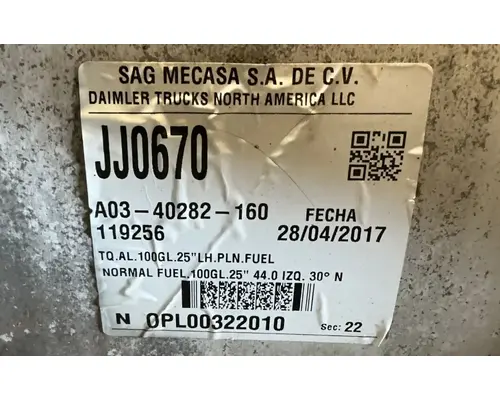 SAG MECASA S.A. DE C.V.
DAIMLER TRUCKS NORTH AMERICA LLC
JJ0670
A03-40282-160 FECHA
119256 28/04/2017
TQ.AL.100GL.25"LH.PLN.FUEL
NORMAL FUEL.100GL.25" 44.0 IZQ. 30° N
N OPL00322010 Sec: 22